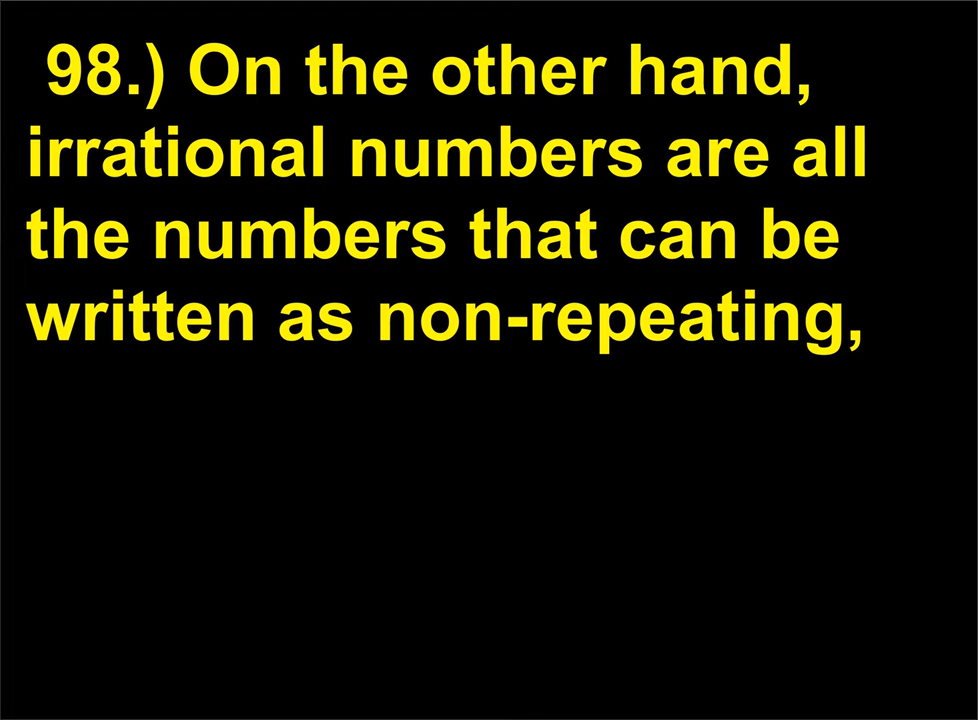 98.) On the other hand,
irrational numbers are all
the numbers that can be
written as non-repeating,